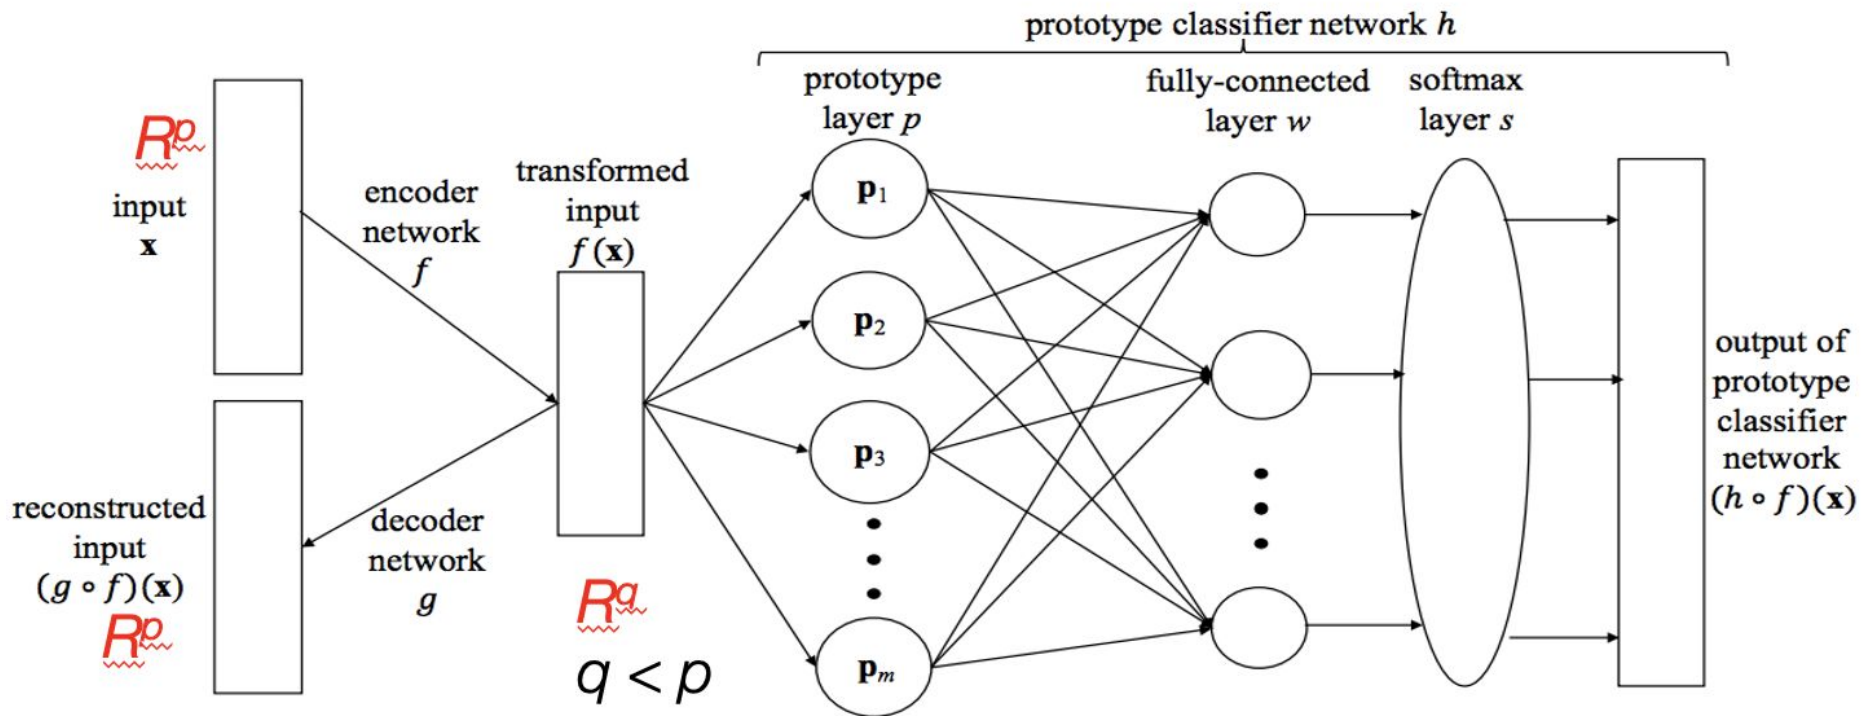 prototype classifier network h
prototype
layer p
fully-connected
layer w
softmax
layer s
Rᵖ
input
x
encoder
network
f
transformed
input
f (x)
p₁
p₂
p₃
pₘ
reconstructed
input
(g ∘ f)(x)
Rᵖ
decoder
network
g
R^q
q < p
output of
prototype
classifier
network
(h ∘ f)(x)